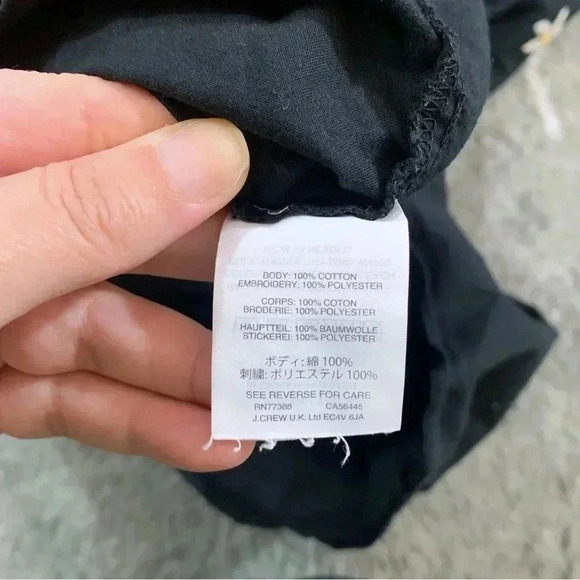 BODY: 100% COTTON
EMBROIDERY: 100% POLYESTER
CORPS: 100% COTON
BRODERIE: 100% POLYESTER
HAUPTTEIL: 100% BAUMWOLLE
STICKEREI: 100% POLYESTER
ボディ: 綿 100%
刺繍: ポリエステル 100%
SEE REVERSE FOR CARE
RN77388 CA56445
J.CREW U.K. Ltd EC4V 6JA